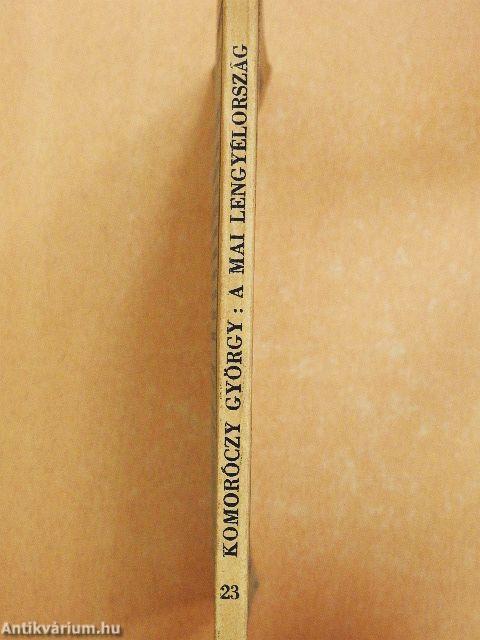 KOMORÓCZY GYÖRGY: A MAI LENGYELORSZÁG
23
Antikvárium.hu